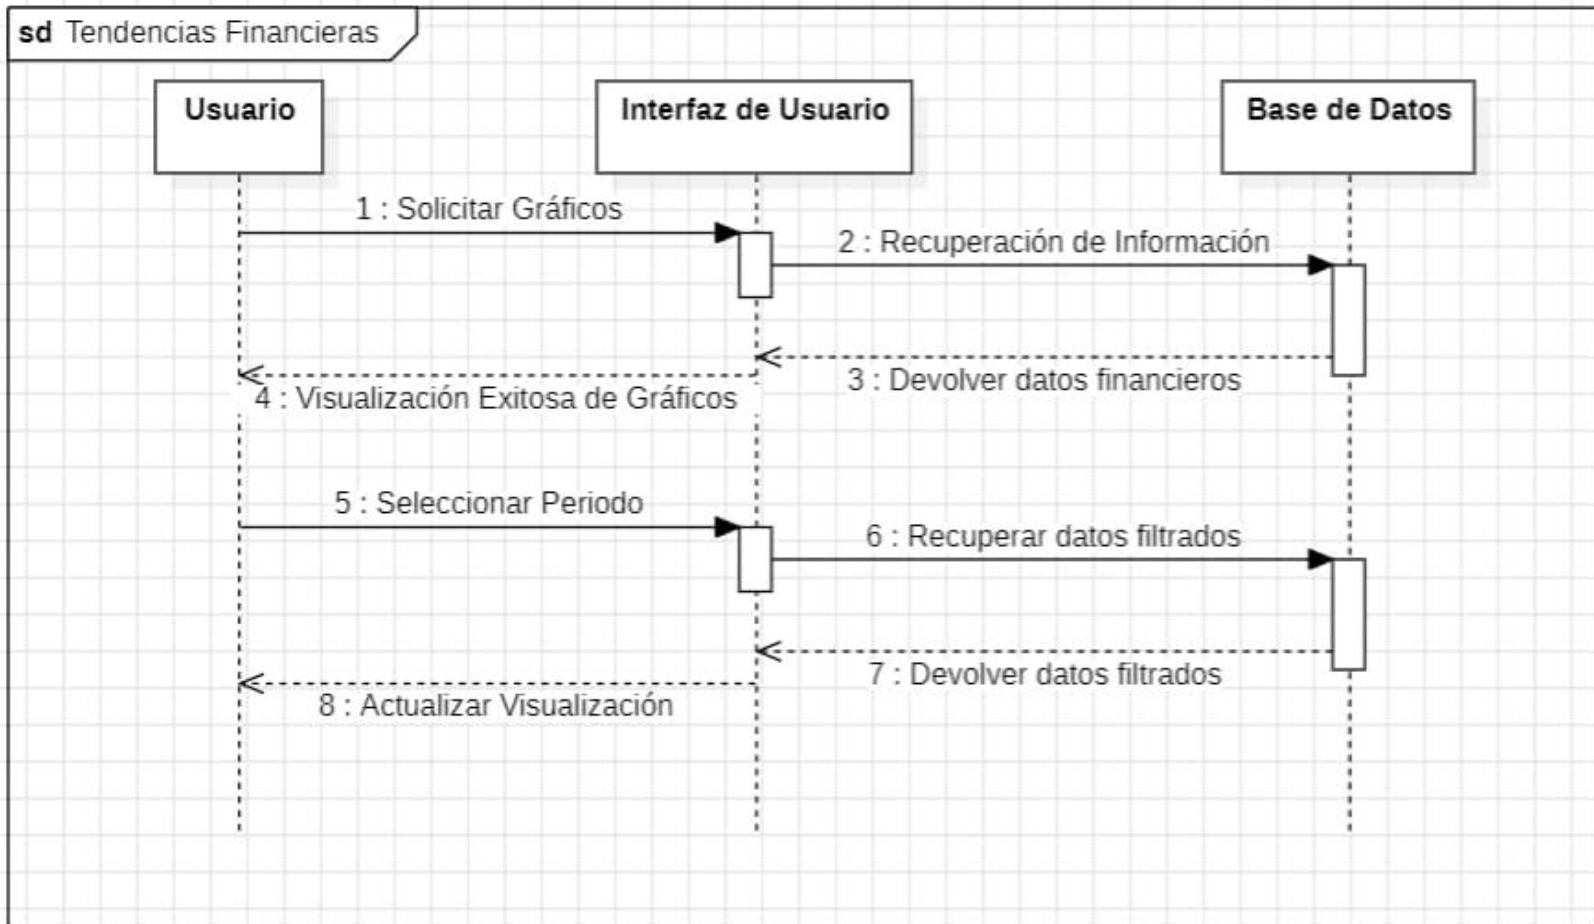 sd Tendencias Financieras
Usuario
Interfaz de Usuario
Base de Datos
1 : Solicitar Gráficos
2 : Recuperación de Información
3 : Devolver datos financieros
4 : Visualización Exitosa de Gráficos
5 : Seleccionar Periodo
6 : Recuperar datos filtrados
7 : Devolver datos filtrados
8 : Actualizar Visualización